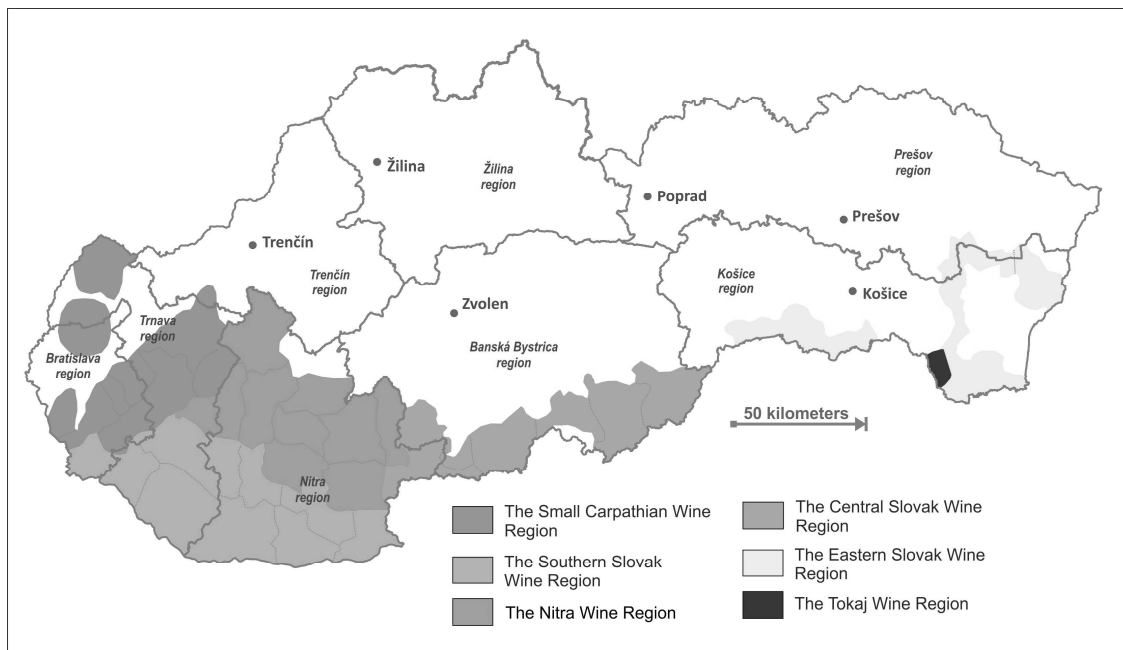 Žilina
Žilina
region
Prešov
region
Poprad
Prešov
Trenčín
Trenčín
region
Košice
region
Košice
Zvolen
Trnava
region
Bratislava
region
Banská Bystrica
region
50 kilometers
Nitra
region
The Small Carpathian Wine
Region
The Southern Slovak
Wine Region
The Nitra Wine Region
The Central Slovak Wine
Region
The Eastern Slovak Wine
Region
The Tokaj Wine Region